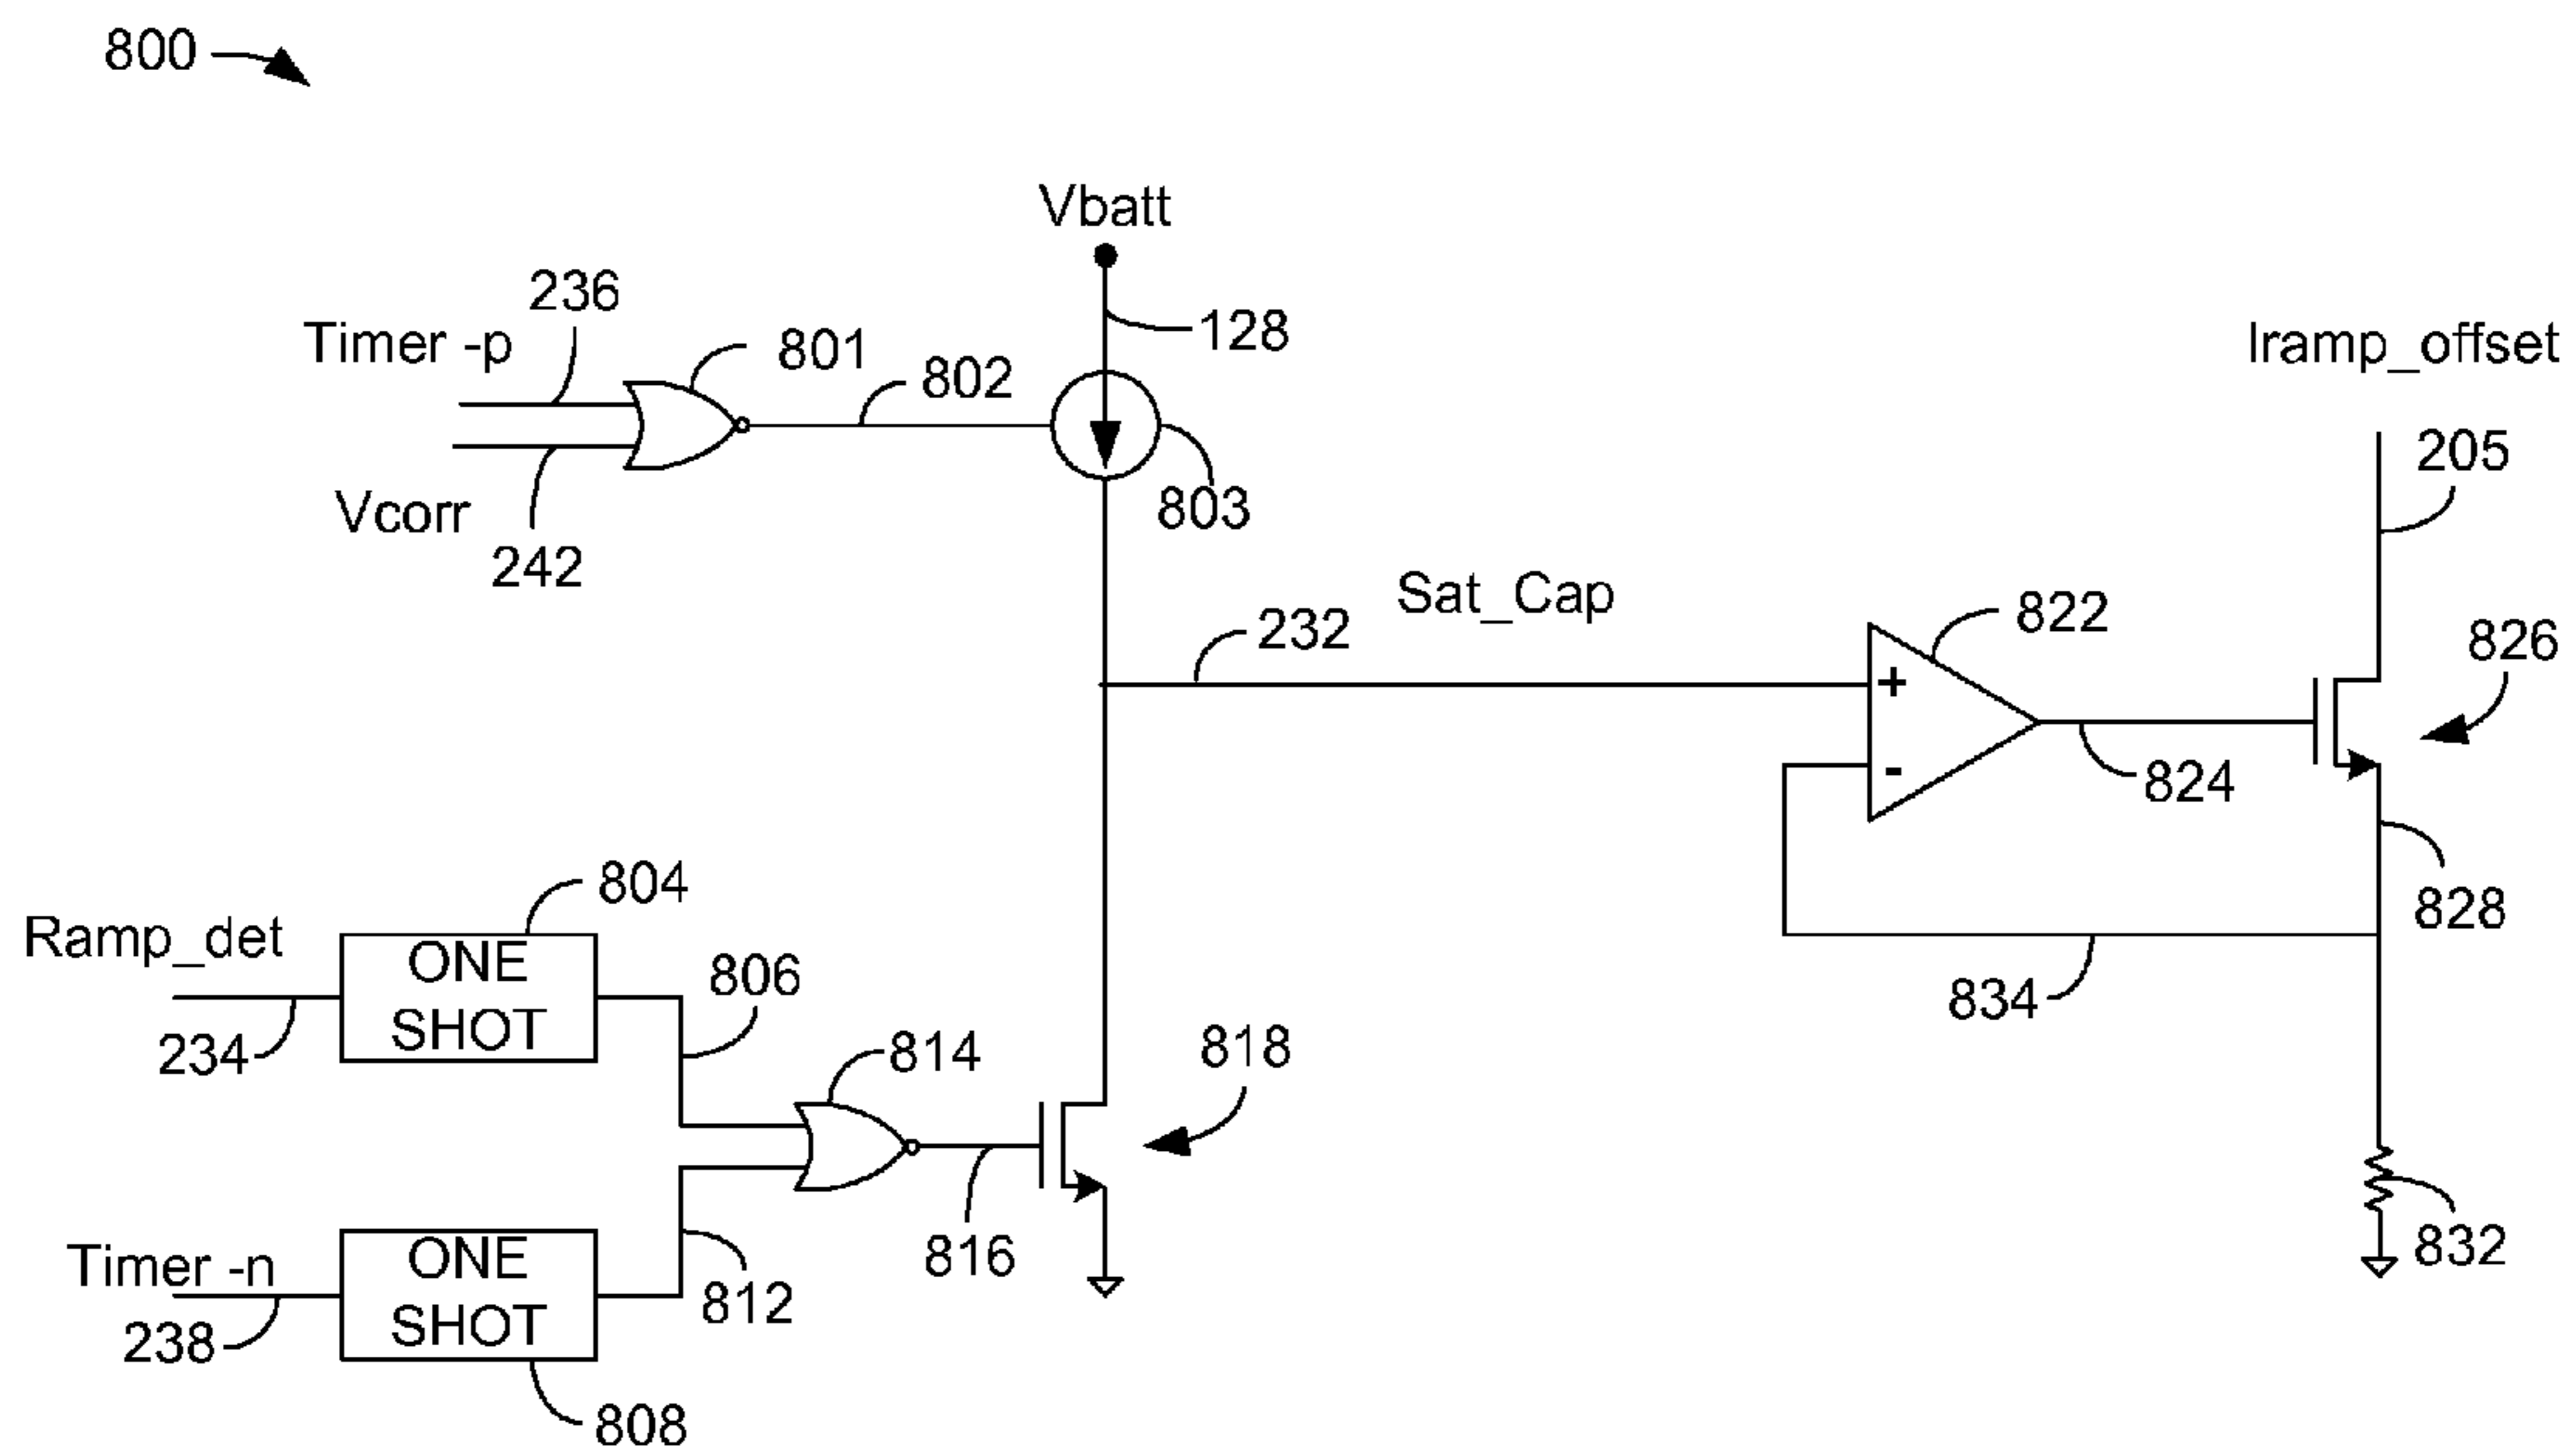 800
Vbatt
236
Timer -p
801
802
128
Vcorr
242
803
Iramp_offset
205
Sat_Cap
232
822
826
+
-
824
828
834
Ramp_det
804
ONE
SHOT
806
234
814
818
816
Timer -n
ONE
SHOT
812
238
808
832